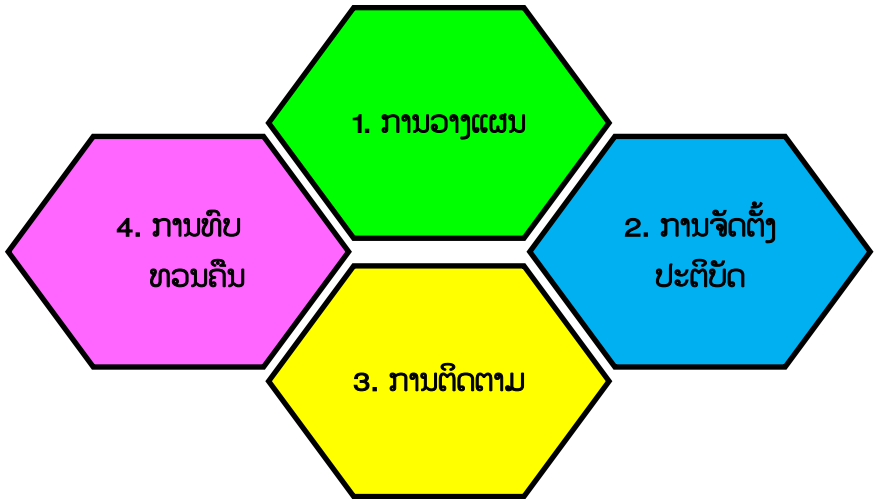 1. ການວາງແຜນ
2. ການຈັດຕັ້ງ
ປະຕິບັດ
3. ການຕິດຕາມ
4. ການທົບ
ທວນຄືນ